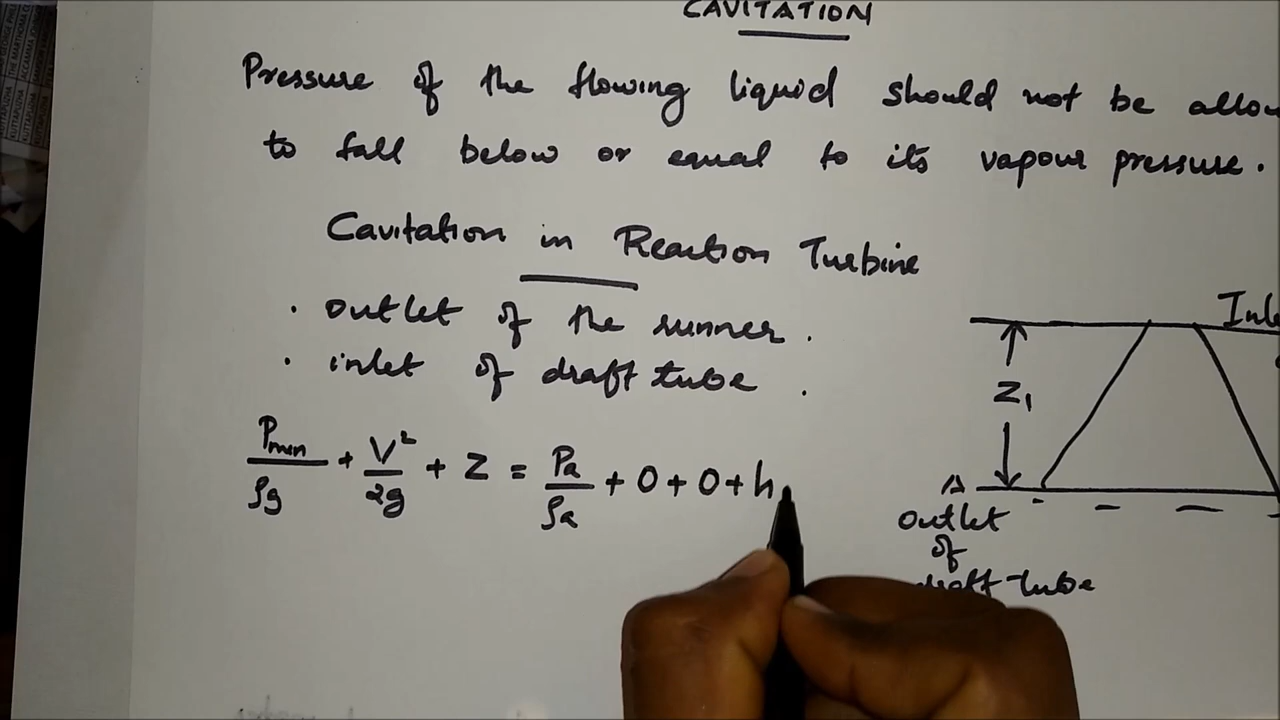 CAVITATION
Pressure of the flowing liquid should not be allow
to fall below or equal to its vapour pressure.
Cavitation in Reaction Turbine
· outlet of the runner.
· inlet of draft tube.
Pmin/ρg + V²/2g + Z = Pa/ρa + 0 + 0 + h
Inle
Z₁
A
outlet
of
draft-tube